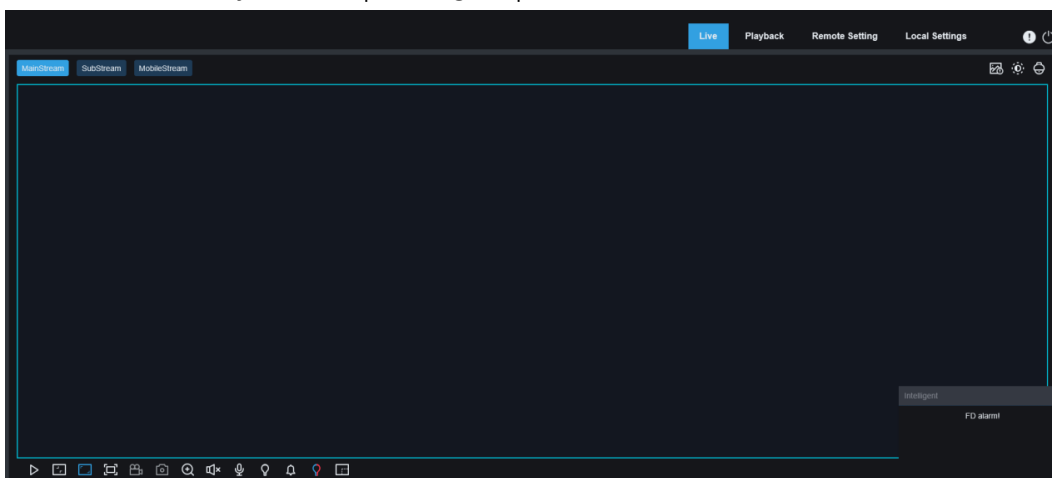 Live Playback Remote Setting Local Settings
MainStream SubStream MobileStream
Intelligent
FD alarm!